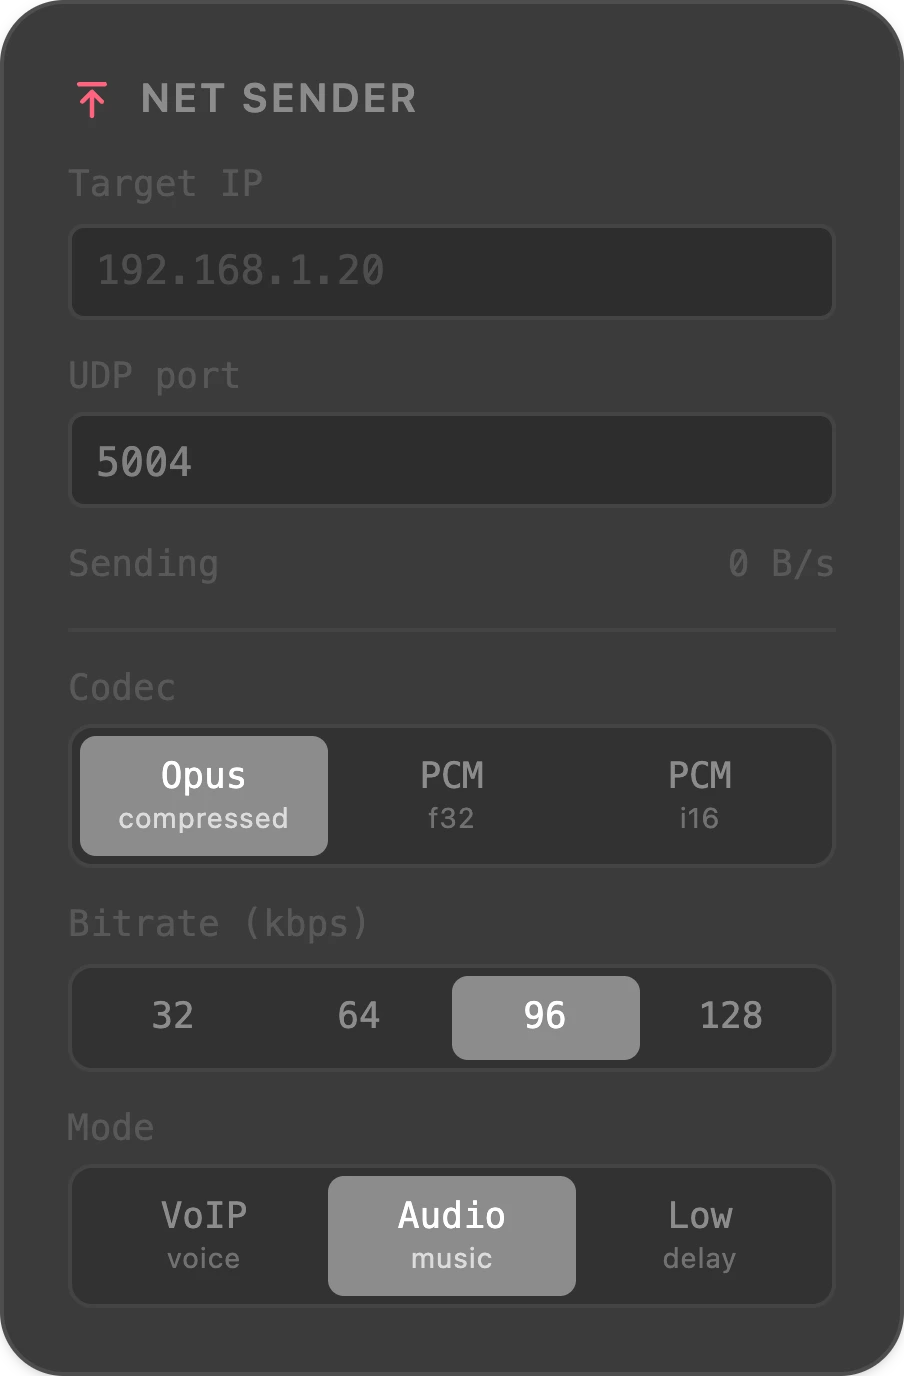 NET SENDER
Target IP
192.168.1.20
UDP port
5004
Sending 0 B/s
Codec
Opus PCM PCM
compressed f32 i16
Bitrate (kbps)
32 64 96 128
Mode
VoIP Audio Low
voice music delay